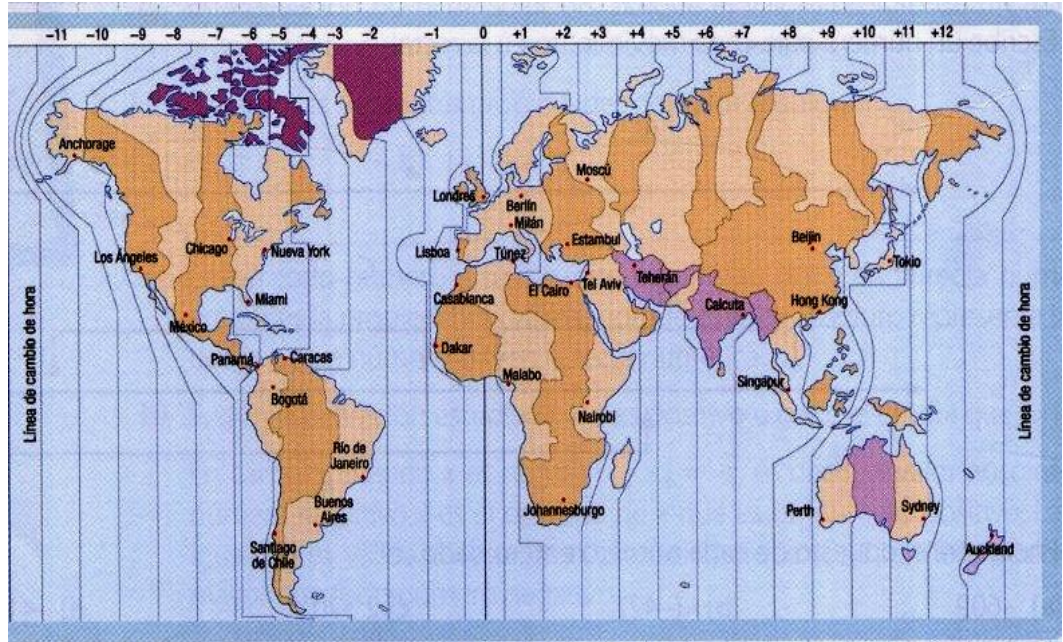 -11 -10 -9 -8 -7 -6 -5 -4 -3 -2 -1 0 +1 +2 +3 +4 +5 +6 +7 +8 +9 +10 +11 +12
Anchorage
Moscú
Londres
Berlín
Milán
Chicago
Nueva York
Lisboa
Túnez
Estambul
Beijin
Los Ángeles
Tokio
El Cairo
Tel Aviv
Teherán
Casablanca
Miami
Calcuta
Hong Kong
México
Panamá
Caracas
Dakar
Malabo
Singapur
Bogotá
Nairobi
Río de
Janeiro
Buenos
Aires
Johannesburgo
Perth
Sydney
Santiago
de Chile
Auckland
Línea de cambio de hora
Línea de cambio de hora